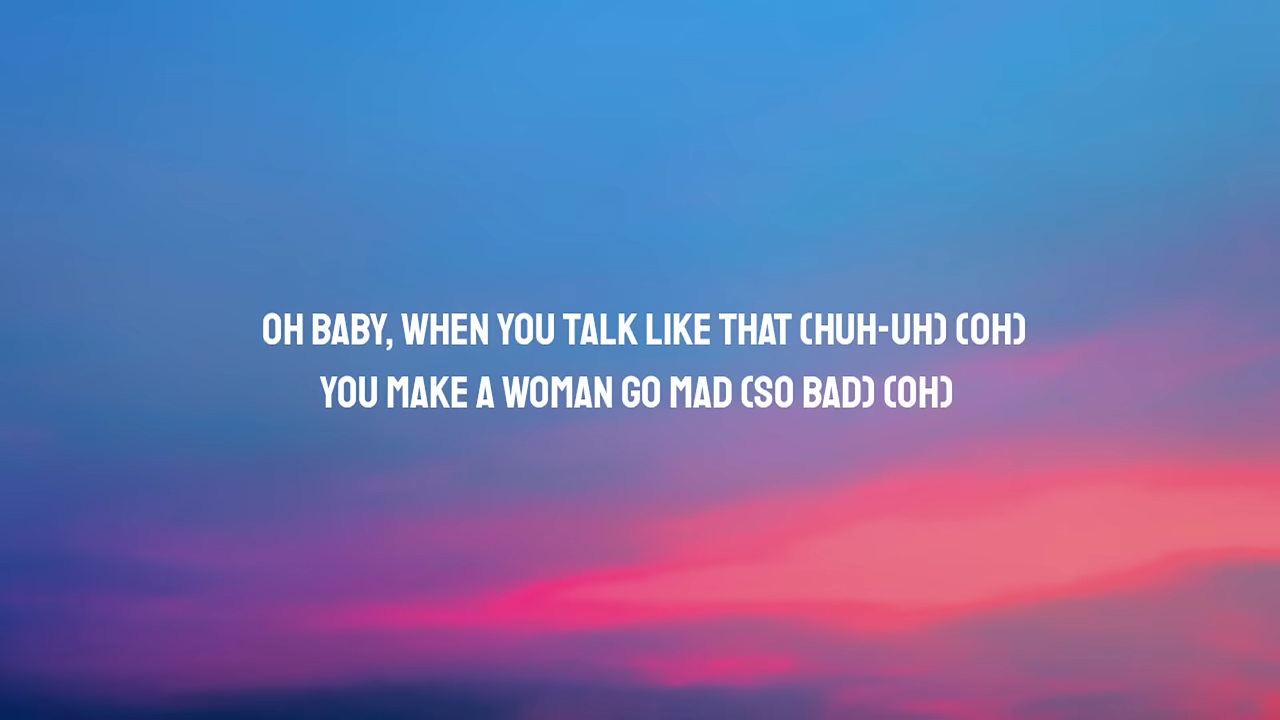 OH BABY, WHEN YOU TALK LIKE THAT (HUH-UH) (OH)
YOU MAKE A WOMAN GO MAD (SO BAD) (OH)